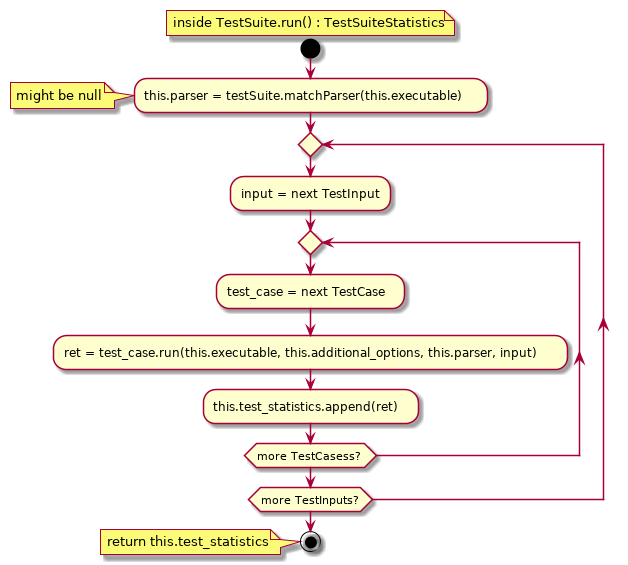 inside TestSuite.run() : TestSuiteStatistics
might be null
this.parser = testSuite.matchParser(this.executable)
input = next TestInput
test_case = next TestCase
ret = test_case.run(this.executable, this.additional_options, this.parser, input)
this.test_statistics.append(ret)
more TestCasess?
more TestInputs?
return this.test_statistics